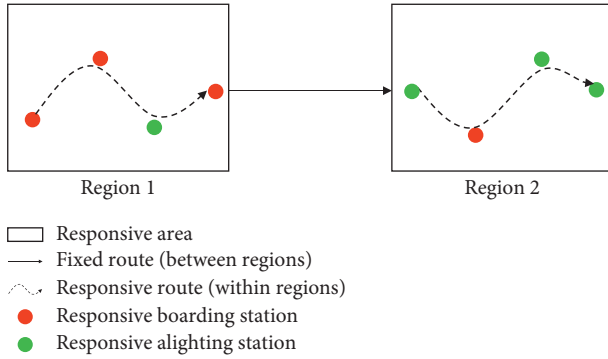 Region 1
Region 2
Responsive area
Fixed route (between regions)
Responsive route (within regions)
Responsive boarding station
Responsive alighting station